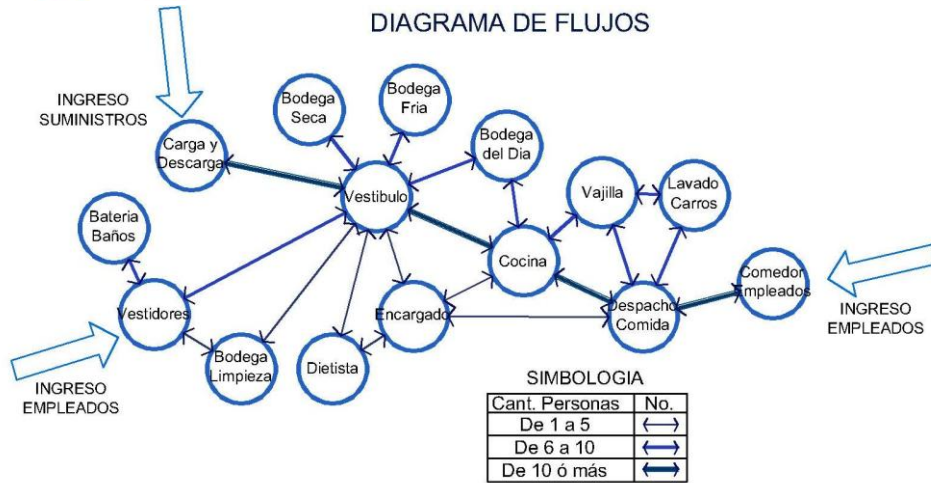 DIAGRAMA DE FLUJOS
INGRESO
SUMINISTROS
Carga y
Descarga
Bodega
Seca
Bodega
Fria
Bodega
del Dia
Vestibulo
Vajilla
Lavado
Carros
Bateria
Baños
Cocina
Comedor
Empleados
Vestidores
Encargado
Despacho
Comida
INGRESO
EMPLEADOS
Bodega
Limpieza
Dietista
INGRESO
EMPLEADOS
SIMBOLOGIA
Cant. Personas No.
De 1 a 5
De 6 a 10
De 10 ó más